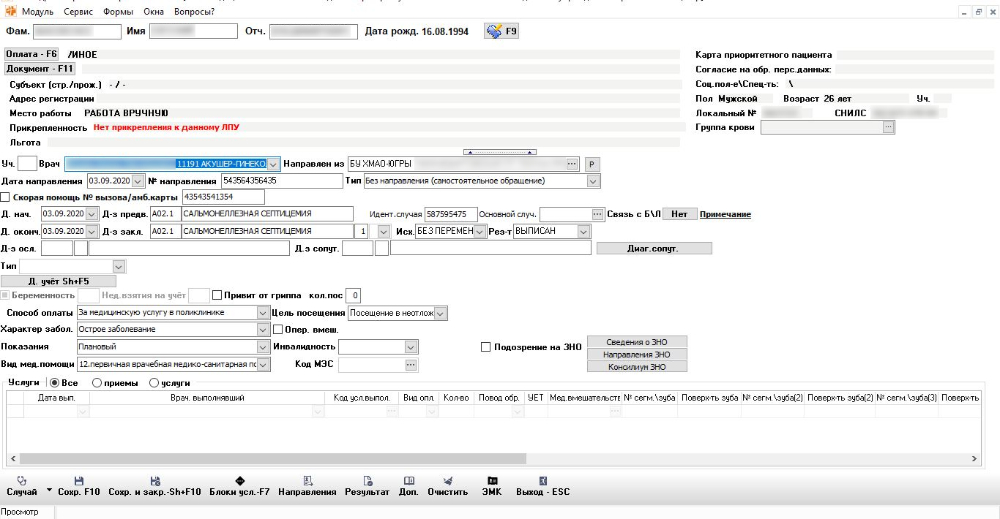 Модуль Сервис Формы Окна Вопросы?
Фам. Имя Отч. Дата рожд. 16.08.1994 F9
Оплата - F6 /ИНОЕ Карта приоритетного пациента
Документ - F11 Согласие на обр. перс.данных:
Субъект (стр./прож.) - / - Соц.пол-е\Спец-ть: \
Адрес регистрации Пол Мужской Возраст 26 лет Уч.
Место работы РАБОТА ВРУЧНУЮ Локальный № СНИЛС
Прикрепленность Нет прикрепления к данному ЛПУ Группа крови ...
Льгота
Уч. Врач 11191 АКУШЕР-ГИНЕКО. Направлен из БУ ХМАО-ЮГРЫ ... Р
Дата направления 03.09.2020 № направления 543564356435 Тип Без направления (самостоятельное обращение)
Скорая помощь № вызова/амб.карты 43543541354
Д. нач. 03.09.2020 Д-з предв. A02.1 САЛЬМОНЕЛЛЕЗНАЯ СЕПТИЦЕМИЯ Идент.случая 587595475 Основной случ. ... Связь с Б\Л Нет Примечание
Д. оконч. 03.09.2020 Д-з закл. A02.1 САЛЬМОНЕЛЛЕЗНАЯ СЕПТИЦЕМИЯ 1 Исх. БЕЗ ПЕРЕМЕН Рез-т ВЫПИСАН
Д-з осл. Д.з сопут. Диаг.сопут.
Тип
Д. учёт Sh+F5
Беременность Нед.взятия на учёт Привит от гриппа кол.пос 0
Способ оплаты За медицинскую услугу в поликлинике Цель посещения Посещение в неотлож
Характер забол. Острое заболевание Опер. вмеш.
Показания Плановый Инвалидность Подозрение на ЗНО Сведения о ЗНО
Направления ЗНО
Вид мед.помощи 12.первичная врачебная медико-санитарная пс Код МЭС ... Консилиум ЗНО
Услуги Все приемы услуги
Дата вып. Врач. выполнявший Код усл.выпол. Вид опл. Кол-во Повод обр. УЕТ Мед.вмешательств № сегм.\зуба Поверх-ть зуба № сегм.\зуба(2) Поверх-ть зуба(2) № сегм.\зуба(3) Поверх-ть
Случай Сохр. F10 Сохр. и закр.-Sh+F10 Блоки усл.-F7 Направления Результат Доп. Очистить ЭМК Выход - ESC
Просмотр